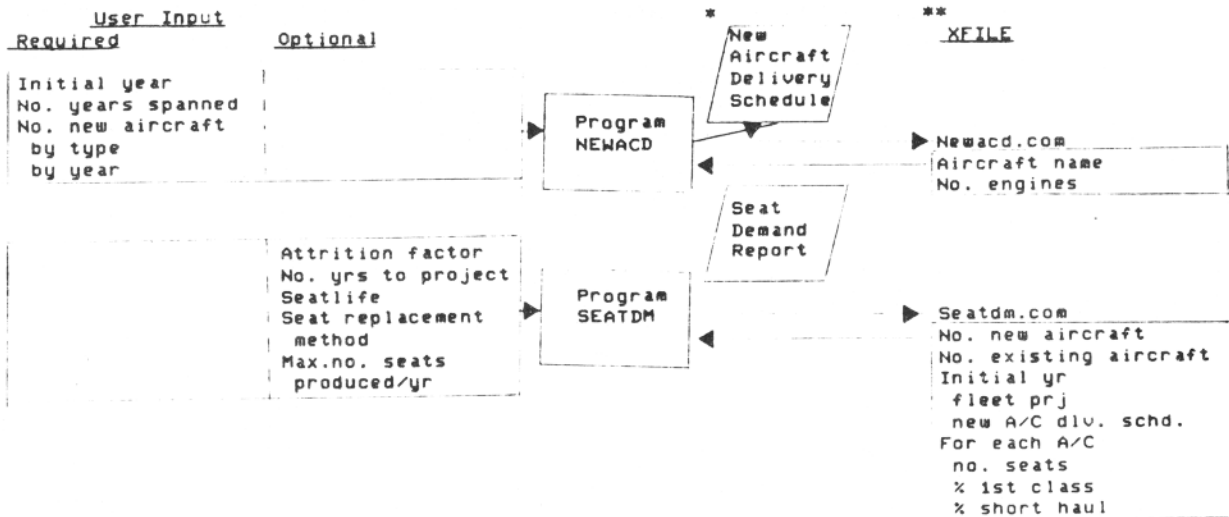 User Input
Required
Optional
*
**
XFILE
New
Aircraft
Delivery
Schedule
Initial year
No. years spanned
No. new aircraft
by type
by year
Program
NEWACD
Newacd.com
Aircraft name
No. engines
Seat
Demand
Report
Attrition factor
No. yrs to project
Seatlife
Seat replacement
method
Max.no. seats
produced/yr
Program
SEATDM
Seatdm.com
No. new aircraft
No. existing aircraft
Initial yr
fleet prj
new A/C dlv. schd.
For each A/C
no. seats
% 1st class
% short haul